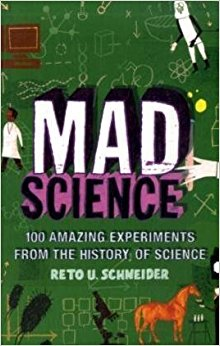 MAD
SCIENCE
100 AMAZING EXPERIMENTS
FROM THE HISTORY OF SCIENCE
RETO U. SCHNEIDER